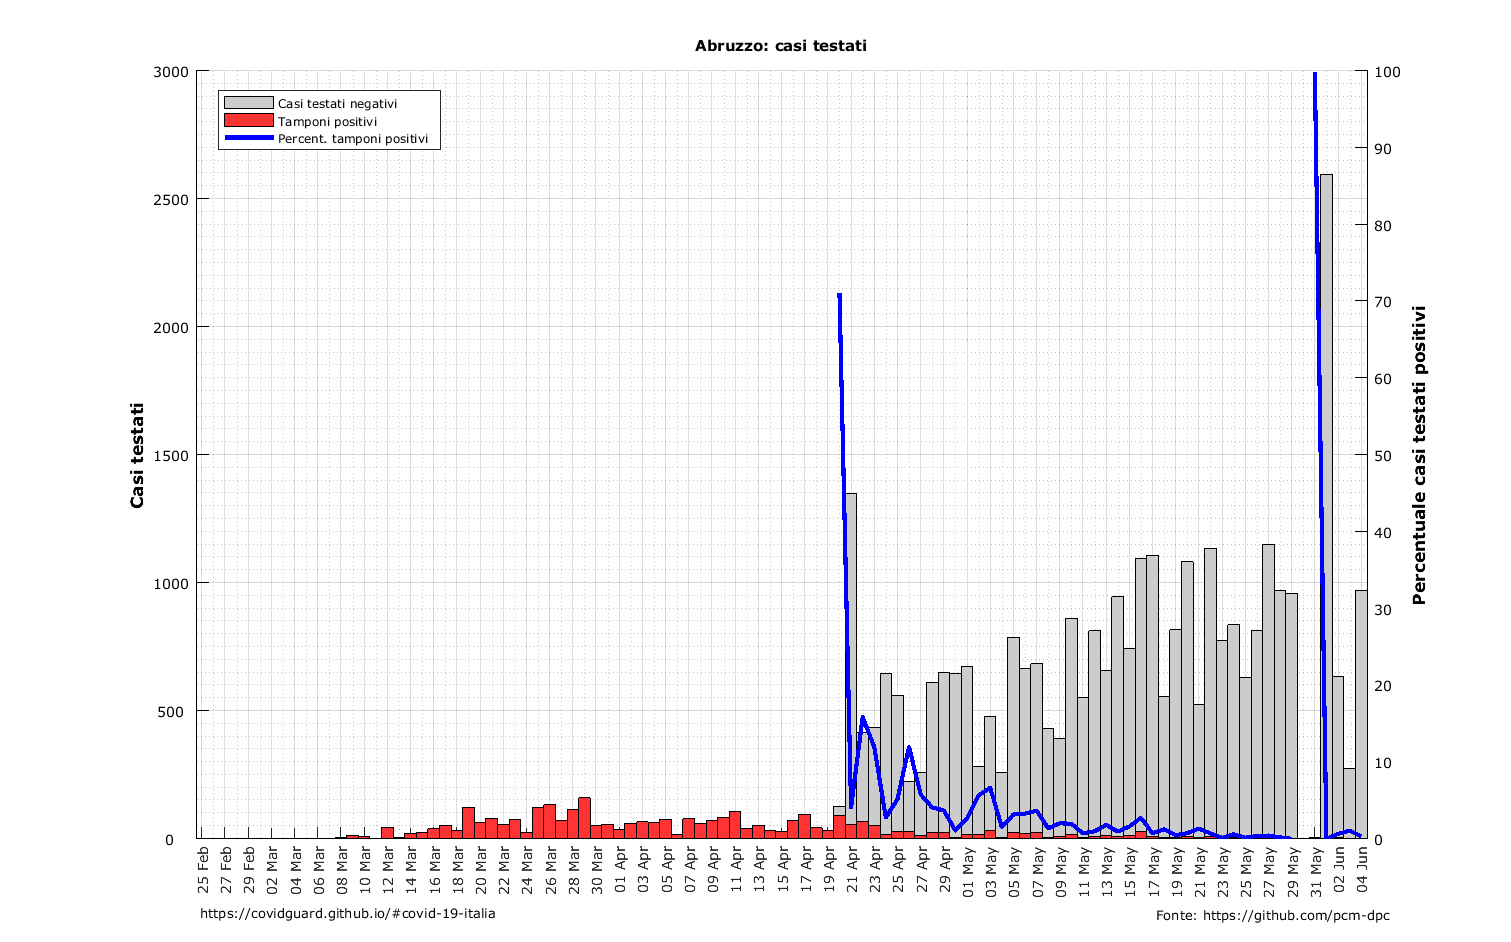 Abruzzo: casi testati
3000
2500
2000
1500
1000
500
0
Casi testati
Casi testati negativi
Tamponi positivi
Percent. tamponi positivi
100
90
80
70
60
50
40
30
20
10
0
Percentuale casi testati positivi
25 Feb
27 Feb
29 Feb
02 Mar
04 Mar
06 Mar
08 Mar
10 Mar
12 Mar
14 Mar
16 Mar
18 Mar
20 Mar
22 Mar
24 Mar
26 Mar
28 Mar
30 Mar
01 Apr
03 Apr
05 Apr
07 Apr
09 Apr
11 Apr
13 Apr
15 Apr
17 Apr
19 Apr
21 Apr
23 Apr
25 Apr
27 Apr
29 Apr
01 May
03 May
05 May
07 May
09 May
11 May
13 May
15 May
17 May
19 May
21 May
23 May
25 May
27 May
29 May
31 May
02 Jun
04 Jun
https://covidguard.github.io/#covid-19-italia
Fonte: https://github.com/pcm-dpc